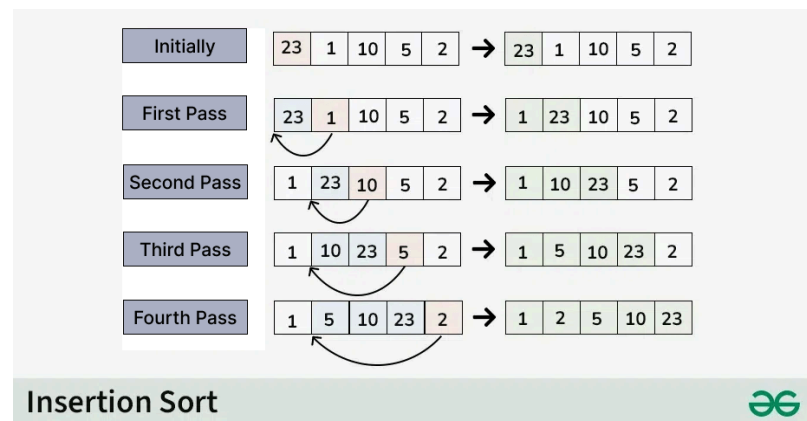 Initially 23 1 10 5 2 → 23 1 10 5 2
First Pass 23 1 10 5 2 → 1 23 10 5 2
Second Pass 1 23 10 5 2 → 1 10 23 5 2
Third Pass 1 10 23 5 2 → 1 5 10 23 2
Fourth Pass 1 5 10 23 2 → 1 2 5 10 23
Insertion Sort